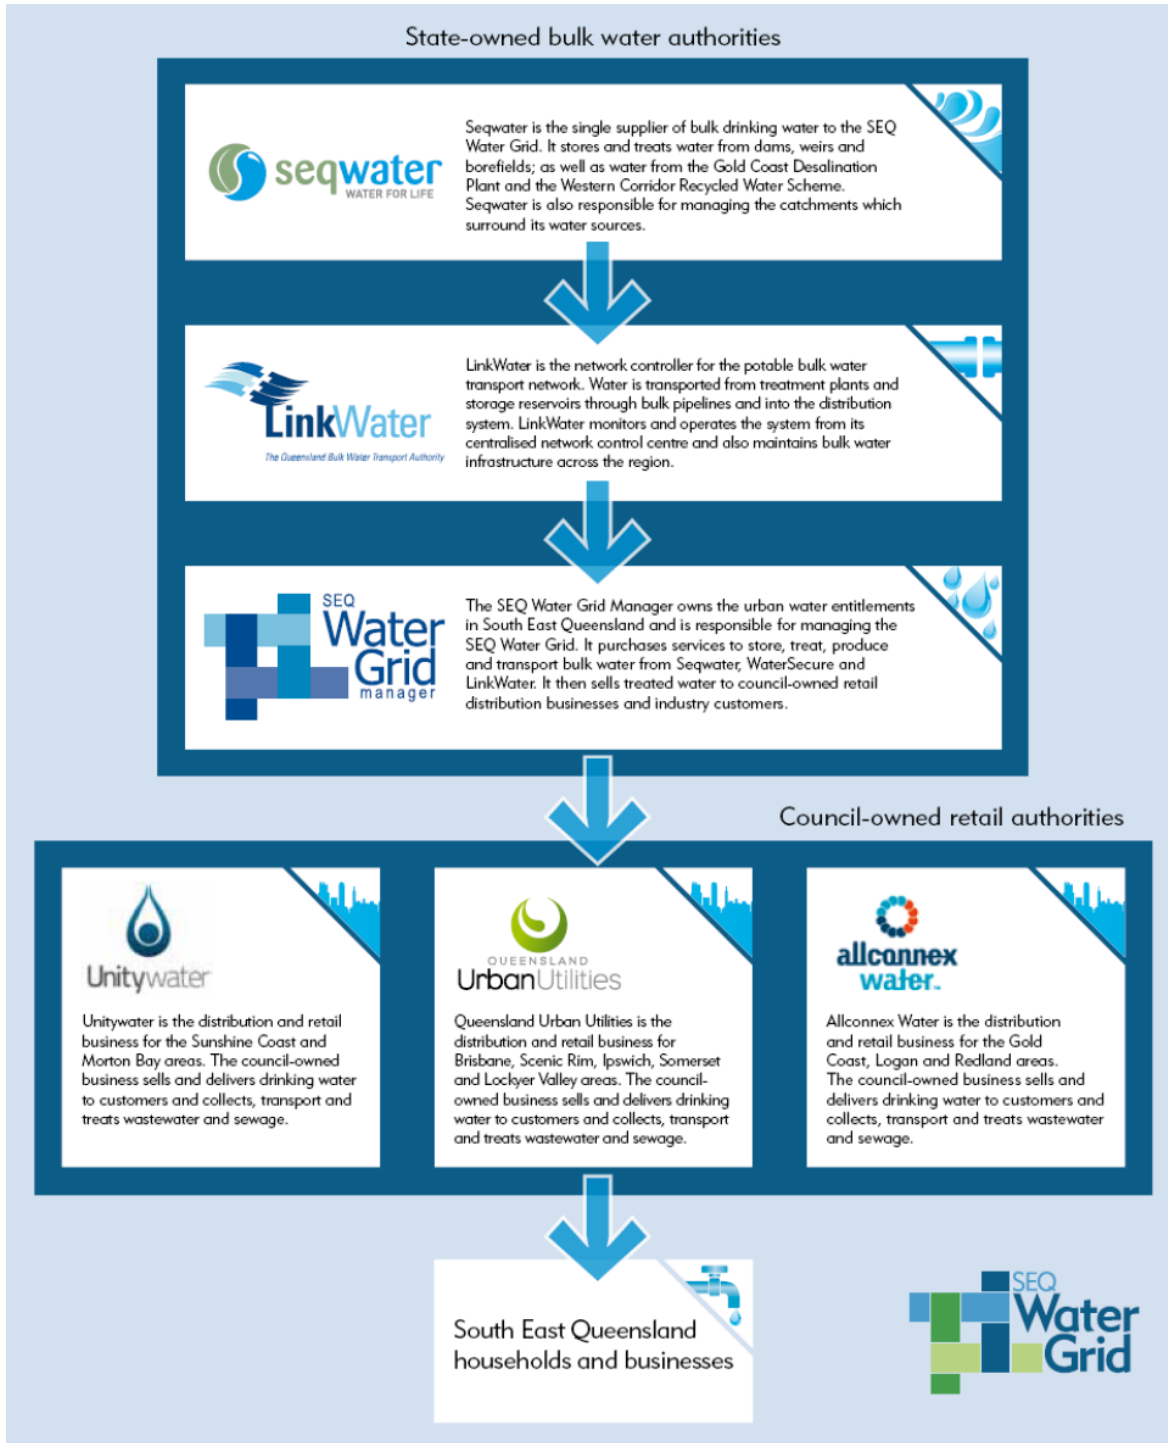 State-owned bulk water authorities
seqwater
WATER FOR LIFE
Seqwater is the single supplier of bulk drinking water to the SEQ
Water Grid. It stores and treats water from dams, weirs and
borefields; as well as water from the Gold Coast Desalination
Plant and the Western Corridor Recycled Water Scheme.
Seqwater is also responsible for managing the catchments which
surround its water sources.
LinkWater
The Queensland Bulk Water Transport Authority
LinkWater is the network controller for the potable bulk water
transport network. Water is transported from treatment plants and
storage reservoirs through bulk pipelines and into the distribution
system. LinkWater monitors and operates the system from its
centralised network control centre and also maintains bulk water
infrastructure across the region.
SEQ
Water
Grid
manager
The SEQ Water Grid Manager owns the urban water entitlements
in South East Queensland and is responsible for managing the
SEQ Water Grid. It purchases services to store, treat, produce
and transport bulk water from Seqwater, WaterSecure and
LinkWater. It then sells treated water to council-owned retail
distribution businesses and industry customers.
Council-owned retail authorities
Unitywater
Unitywater is the distribution and retail
business for the Sunshine Coast and
Morton Bay areas. The council-owned
business sells and delivers drinking water
to customers and collects, transport and
treats wastewater and sewage.
QUEENSLAND
UrbanUtilities
Queensland Urban Utilities is the
distribution and retail business for
Brisbane, Scenic Rim, Ipswich, Somerset
and Lockyer Valley areas. The council-
owned business sells and delivers drinking
water to customers and collects, transport
and treats wastewater and sewage.
allconnex
water™
Allconnex Water is the distribution
and retail business for the Gold
Coast, Logan and Redland areas.
The council-owned business sells and
delivers drinking water to customers and
collects, transport and treats wastewater
and sewage.
South East Queensland
households and businesses
SEQ
Water
Grid